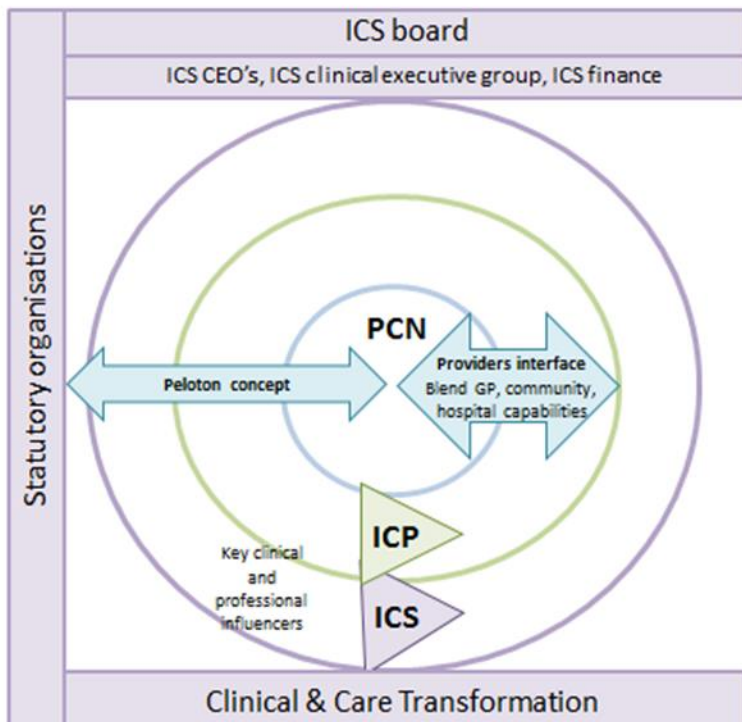 ICS board
ICS CEO's, ICS clinical executive group, ICS finance
Statutory organisations
PCN
Peloton concept
Providers interface
Blend GP, community,
hospital capabilities
ICP
Key clinical
and
professional
influencers
ICS
Clinical & Care Transformation